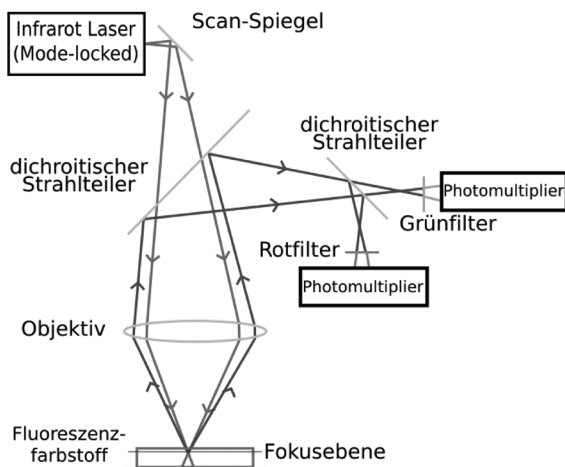 Infrarot Laser
(Mode-locked)
Scan-Spiegel
dichroitischer
Strahlteiler
dichroitischer
Strahlteiler
Photomultiplier
Grünfilter
Rotfilter
Photomultiplier
Objektiv
Fluoreszenz-
farbstoff
Fokusebene